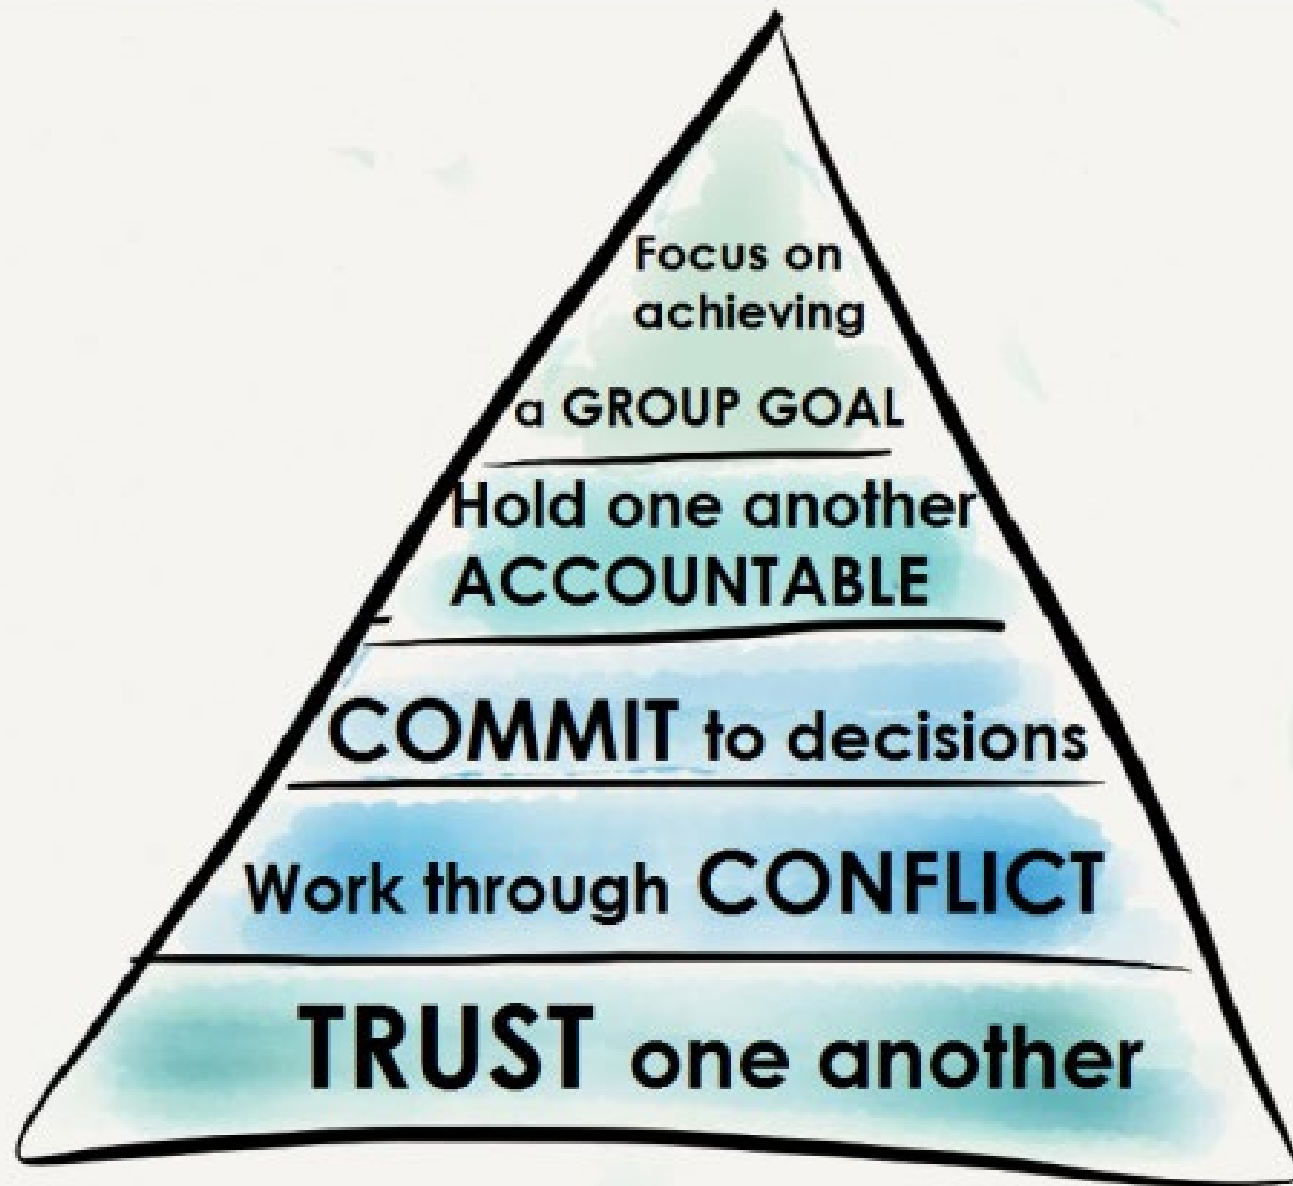 Focus on
achieving
a GROUP GOAL
Hold one another
ACCOUNTABLE
COMMIT to decisions
Work through CONFLICT
TRUST one another